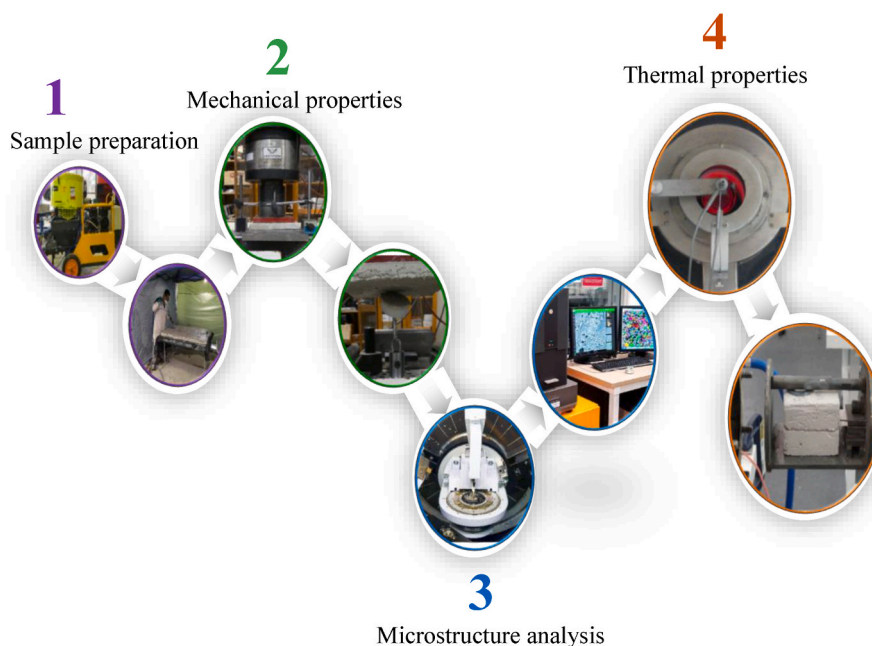 1
Sample preparation
2
Mechanical properties
3
Microstructure analysis
4
Thermal properties